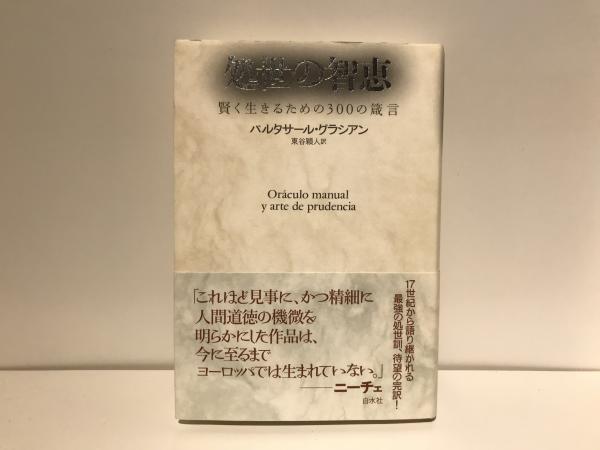 処世の智恵
賢く生きるための300の箴言
バルタサール・グラシアン
東谷穎人訳
Oráculo manual
y arte de prudencia
「これほど見事に、かつ精細に
人間道徳の機微を
明らかにした作品は、
今に至るまで
ヨーロッパでは生まれていない。」
――ニーチェ
17世紀から語り継がれる
最強の処世訓、待望の完訳!
白水社